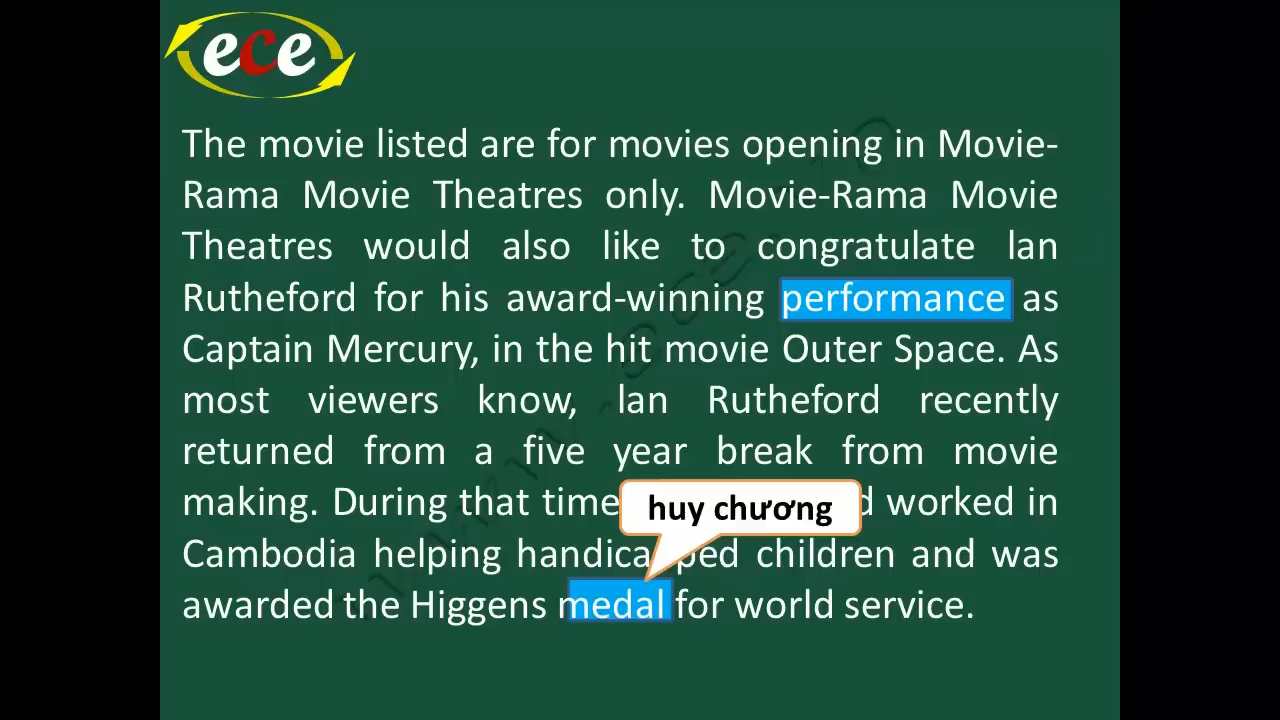 ece
The movie listed are for movies opening in Movie-
Rama Movie Theatres only. Movie-Rama Movie
Theatres would also like to congratulate Ian
Rutheford for his award-winning performance as
Captain Mercury, in the hit movie Outer Space. As
most viewers know, Ian Rutheford recently
returned from a five year break from movie
making. During that time worked in
huy chương
Cambodia helping children and was
awarded the Higgens medal for world service.